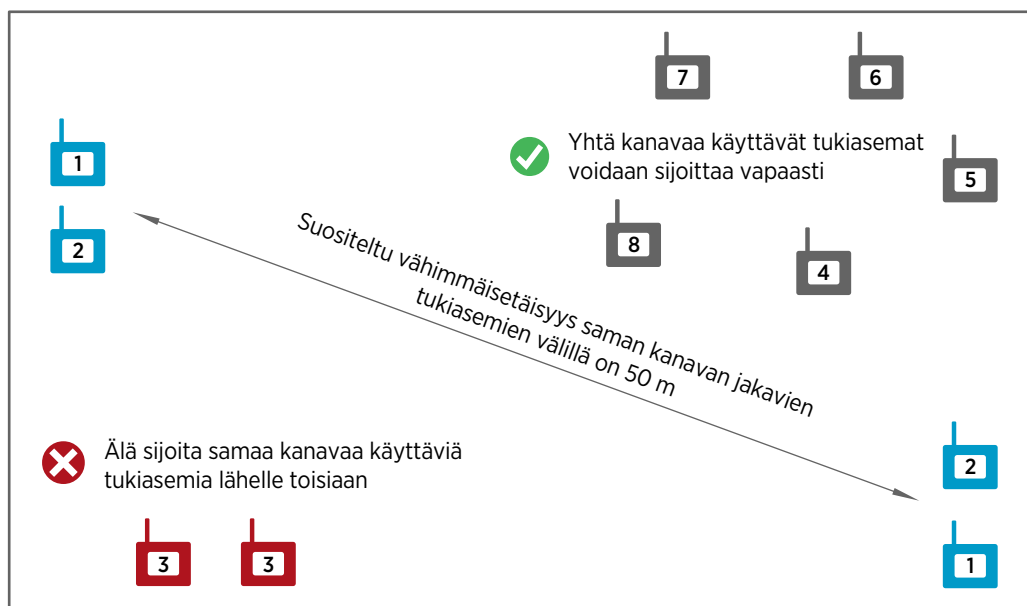 7
6
1
Yhtä kanavaa käyttävät tukiasemat
voidaan sijoittaa vapaasti
5
2
8
4
Suositeltu vähimmäisetäisyys saman kanavan jakavien
tukiasemien välillä on 50 m
Älä sijoita samaa kanavaa käyttäviä
tukiasemia lähelle toisiaan
2
3
3
1